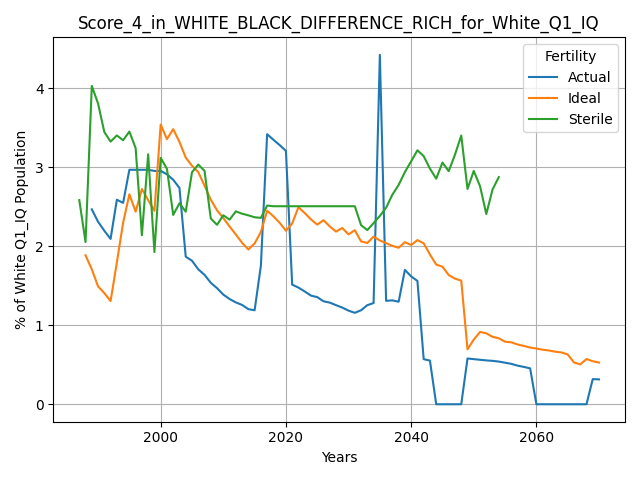 Score_4_in_WHITE_BLACK_DIFFERENCE_RICH_for_White_Q1_IQ
Fertility
Actual
Ideal
Sterile
% of White Q1_IQ Population
4
3
2
1
0
2000
2020
2040
2060
Years